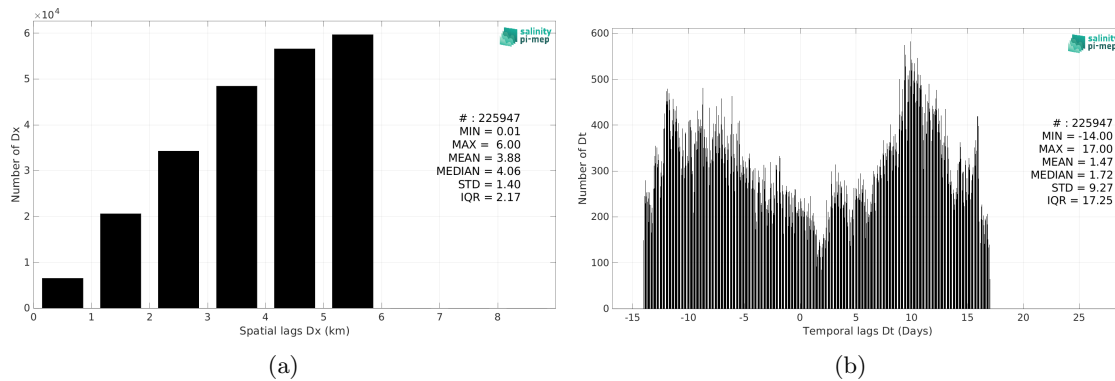 ×10⁴
salinity
pi-mep
6
5
4
3
2
1
0
Number of Dx
# : 225947
MIN = 0.01
MAX = 6.00
MEAN = 3.88
MEDIAN = 4.06
STD = 1.40
IQR = 2.17
0 1 2 3 4 5 6 7 8
Spatial lags Dx (km)
(a)
salinity
pi-mep
600
500
400
300
200
100
0
Number of Dt
# : 225947
MIN = -14.00
MAX = 17.00
MEAN = 1.47
MEDIAN = 1.72
STD = 9.27
IQR = 17.25
-15 -10 -5 0 5 10 15 20 25
Temporal lags Dt (Days)
(b)